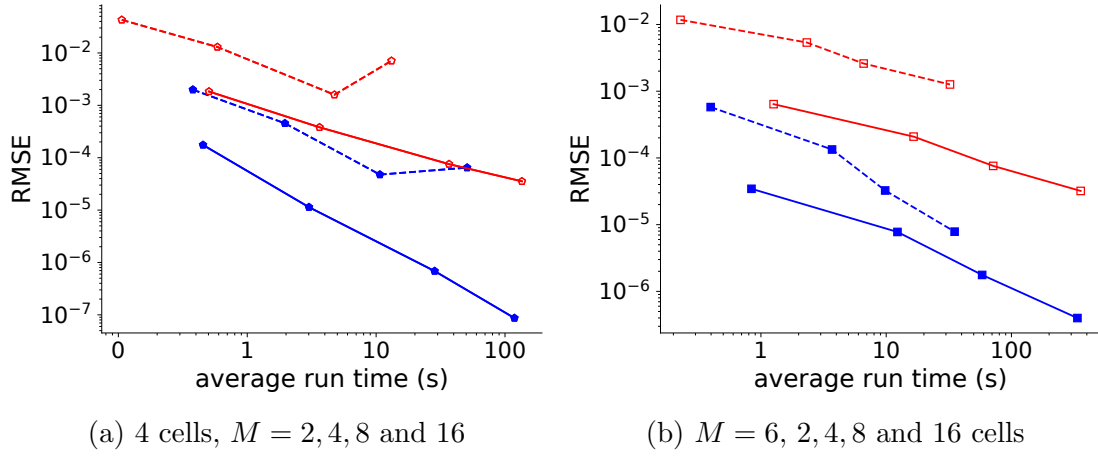 10⁻²
10⁻³
10⁻⁴
10⁻⁵
10⁻⁶
10⁻⁷
RMSE
0 1 10 100
average run time (s)
(a) 4 cells, M = 2, 4, 8 and 16
10⁻²
10⁻³
10⁻⁴
10⁻⁵
10⁻⁶
RMSE
1 10 100
average run time (s)
(b) M = 6, 2, 4, 8 and 16 cells